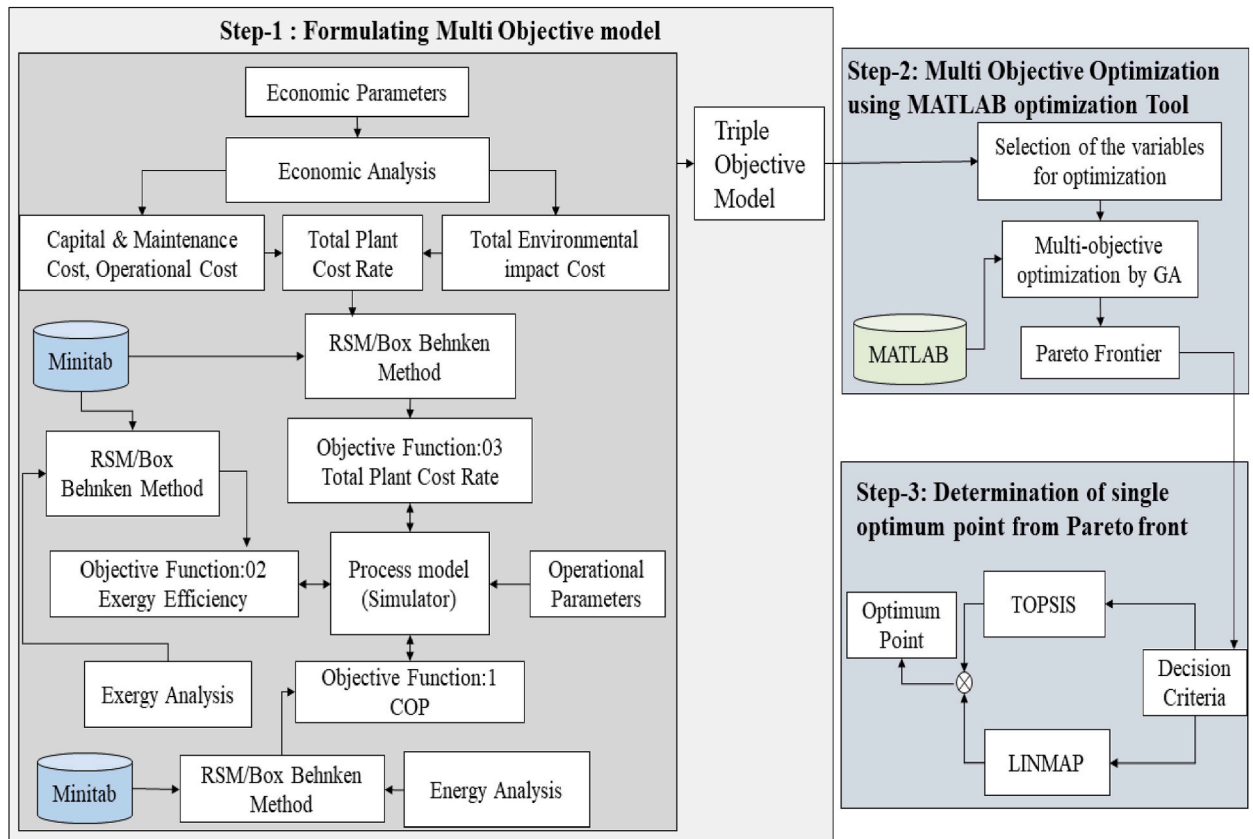 Step-1 : Formulating Multi Objective model
Economic Parameters
Economic Analysis
Capital & Maintenance
Cost, Operational Cost
Total Plant
Cost Rate
Total Environmental
impact Cost
Minitab
RSM/Box Behnken
Method
RSM/Box
Behnken Method
Objective Function:03
Total Plant Cost Rate
Objective Function:02
Exergy Efficiency
Process model
(Simulator)
Operational
Parameters
Exergy Analysis
Objective Function:1
COP
Minitab
RSM/Box Behnken
Method
Energy Analysis
Triple
Objective
Model
Step-2: Multi Objective Optimization
using MATLAB optimization Tool
Selection of the variables
for optimization
Multi-objective
optimization by GA
MATLAB
Pareto Frontier
Step-3: Determination of single
optimum point from Pareto front
TOPSIS
Optimum
Point
Decision
Criteria
LINMAP